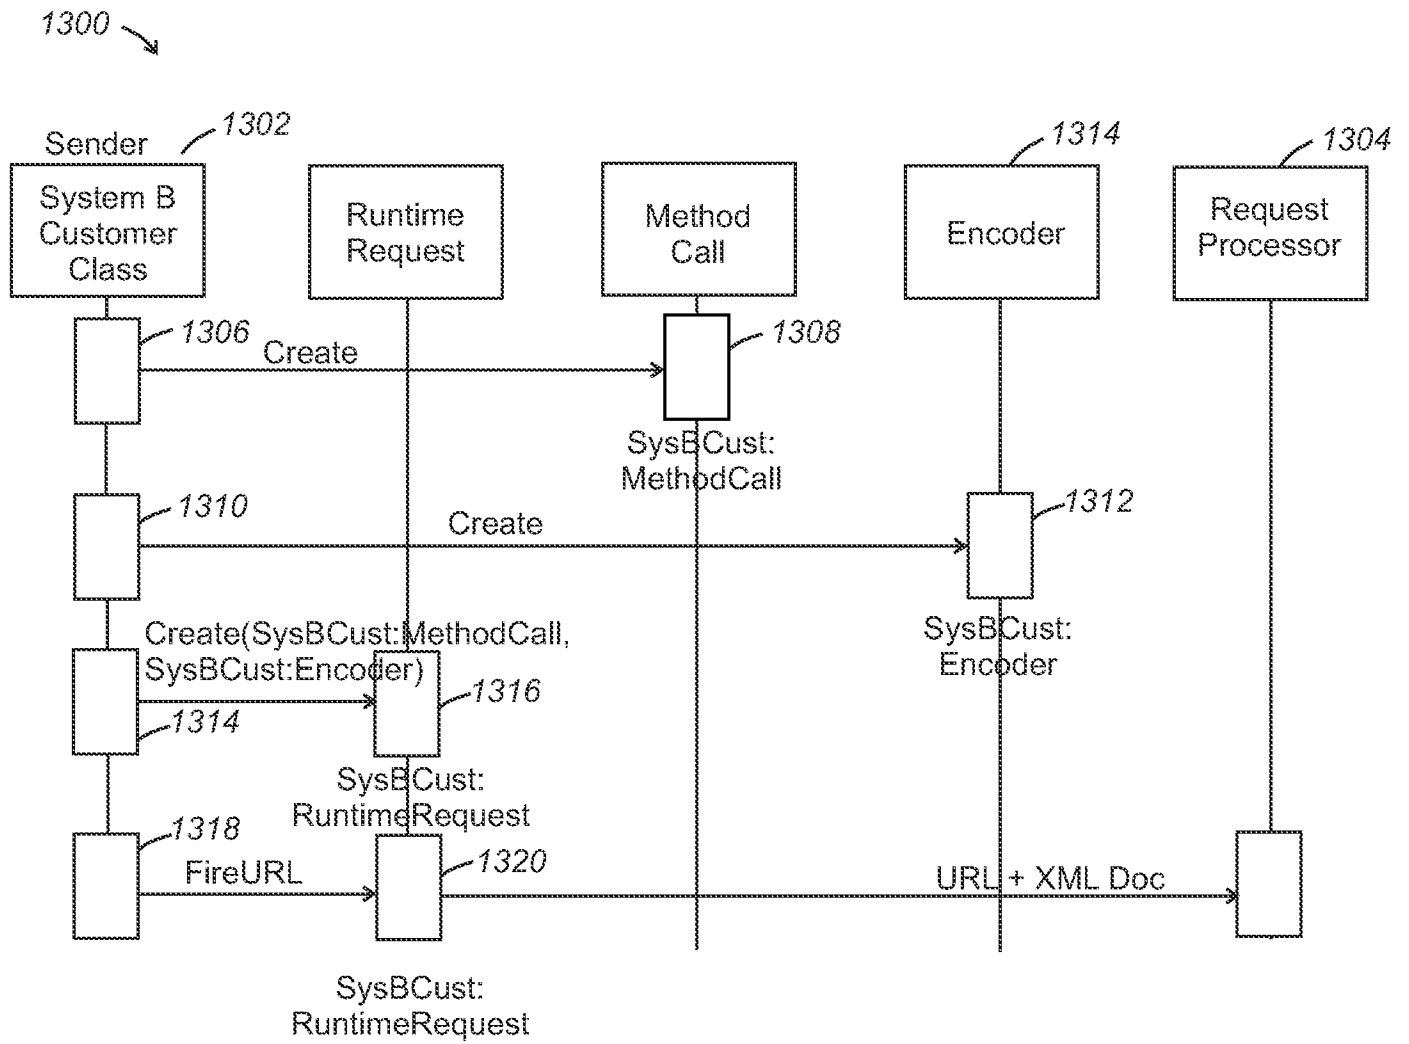 1300
Sender
1302
1314
1304
System B
Customer
Class
Runtime
Request
Method
Call
Encoder
Request
Processor
1306
Create
1308
SysBCust:
MethodCall
1310
Create
1312
SysBCust:
Encoder
Create(SysBCust:MethodCall,
SysBCust:Encoder)
1314
1316
SysBCust:
RuntimeRequest
1318
FireURL
1320
URL + XML Doc
SysBCust:
RuntimeRequest